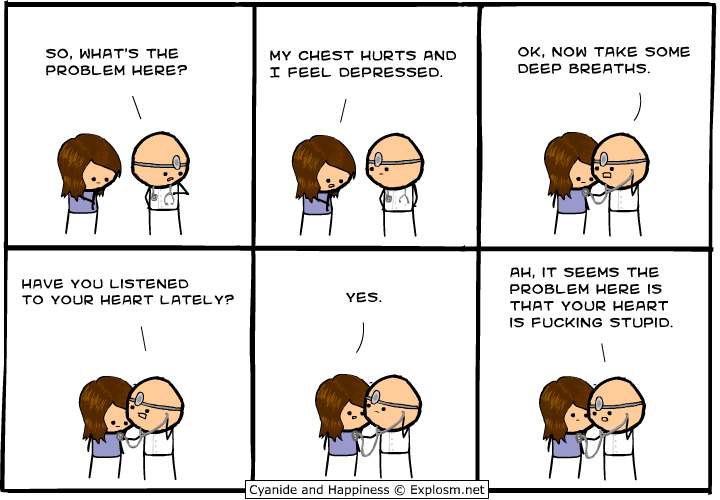 SO, WHAT'S THE
PROBLEM HERE?
MY CHEST HURTS AND
I FEEL DEPRESSED.
OK, NOW TAKE SOME
DEEP BREATHS.
HAVE YOU LISTENED
TO YOUR HEART LATELY?
YES.
AH, IT SEEMS THE
PROBLEM HERE IS
THAT YOUR HEART
IS FUCKING STUPID.
Cyanide and Happiness © Explosm.net